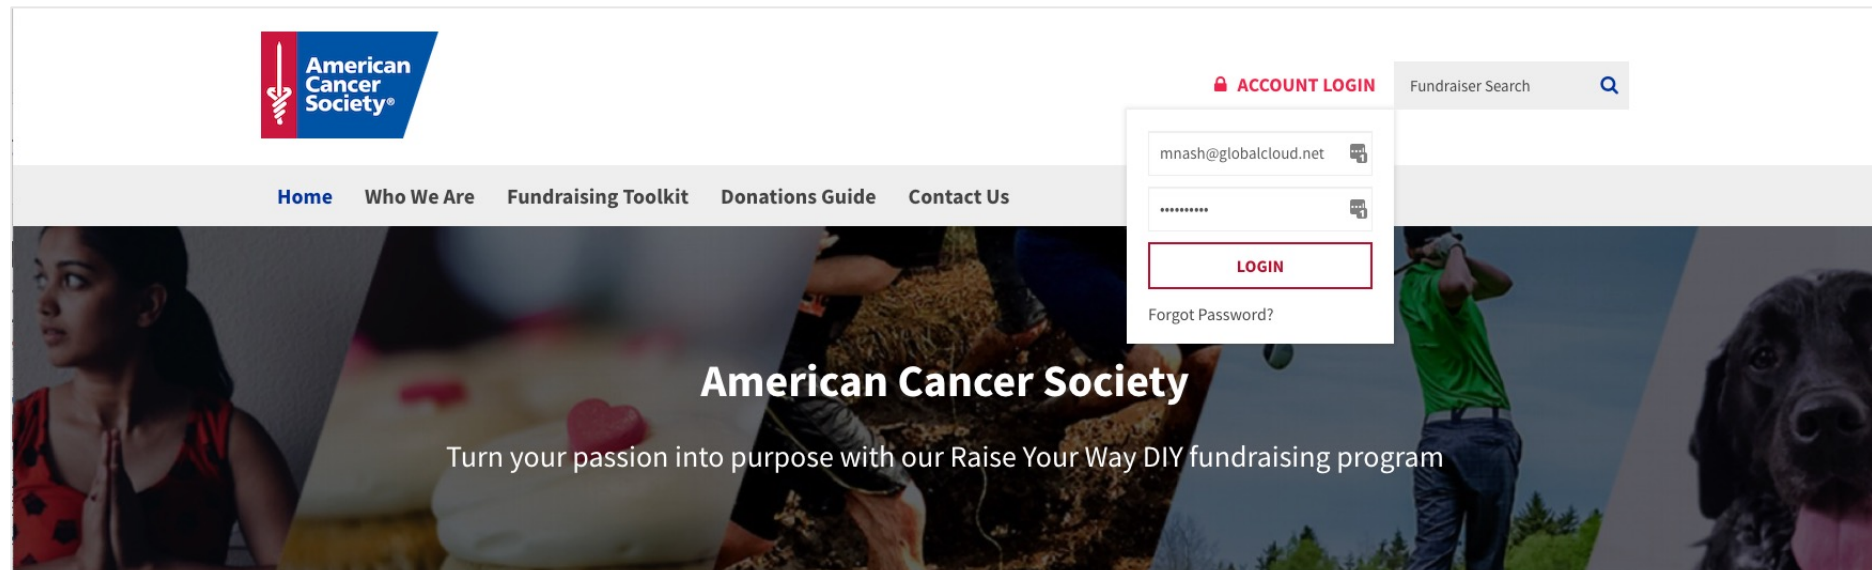 American
Cancer
Society®
ACCOUNT LOGIN
Fundraiser Search
mnash@globalcloud.net
••••••••••
LOGIN
Forgot Password?
Home
Who We Are
Fundraising Toolkit
Donations Guide
Contact Us
American Cancer Society
Turn your passion into purpose with our Raise Your Way DIY fundraising program